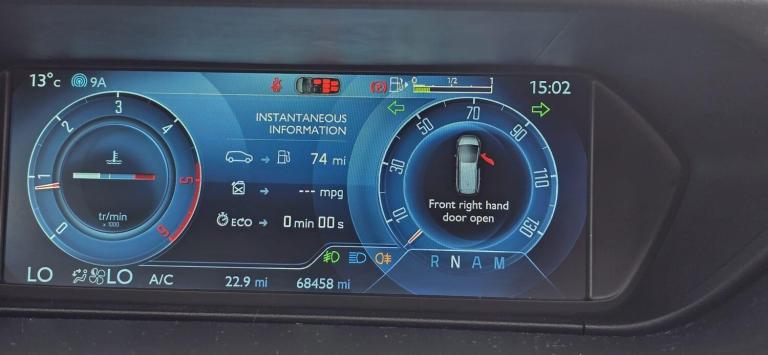 13°c 9A
0 1/2 1
15:02
0
1
2
3
4
5
6
tr/min
x 1000
INSTANTANEOUS
INFORMATION
74 mi
--- mpg
ECO 0 min 00 s
10
30
50
70
90
110
130
Front right hand
door open
R N A M
LO LO A/C
22.9 mi 68458 mi